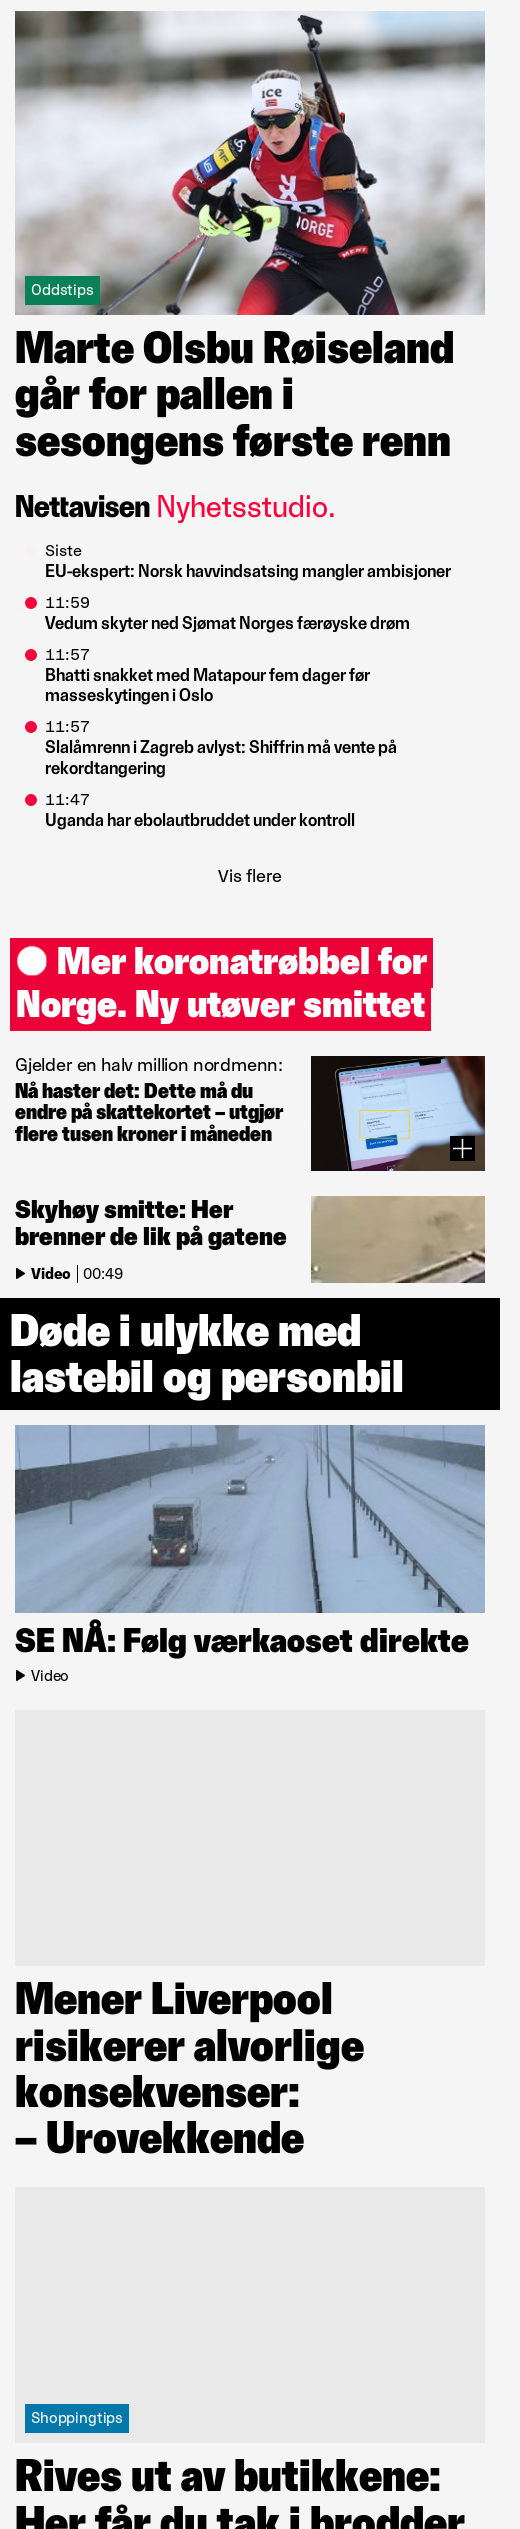 ice
NORGE
MENT
Oddstips
Marte Olsbu Røiseland
går for pallen i
sesongens første renn
Nettavisen Nyhetsstudio.
Siste
EU-ekspert: Norsk havvindsatsing mangler ambisjoner
11:59
Vedum skyter ned Sjømat Norges færøyske drøm
11:57
Bhatti snakket med Matapour fem dager før
masseskytingen i Oslo
11:57
Slalåmrenn i Zagreb avlyst: Shiffrin må vente på
rekordtangering
11:47
Uganda har ebolautbruddet under kontroll
Vis flere
Mer koronatrøbbel for
Norge. Ny utøver smittet
Gjelder en halv million nordmenn:
Nå haster det: Dette må du
endre på skattekortet – utgjør
flere tusen kroner i måneden
Skyhøy smitte: Her
brenner de lik på gatene
Video 00:49
Døde i ulykke med
lastebil og personbil
SE NÅ: Følg værkaoset direkte
Video
Mener Liverpool
risikerer alvorlige
konsekvenser:
– Urovekkende
Shoppingtips
Rives ut av butikkene:
Her får du tak i brodder